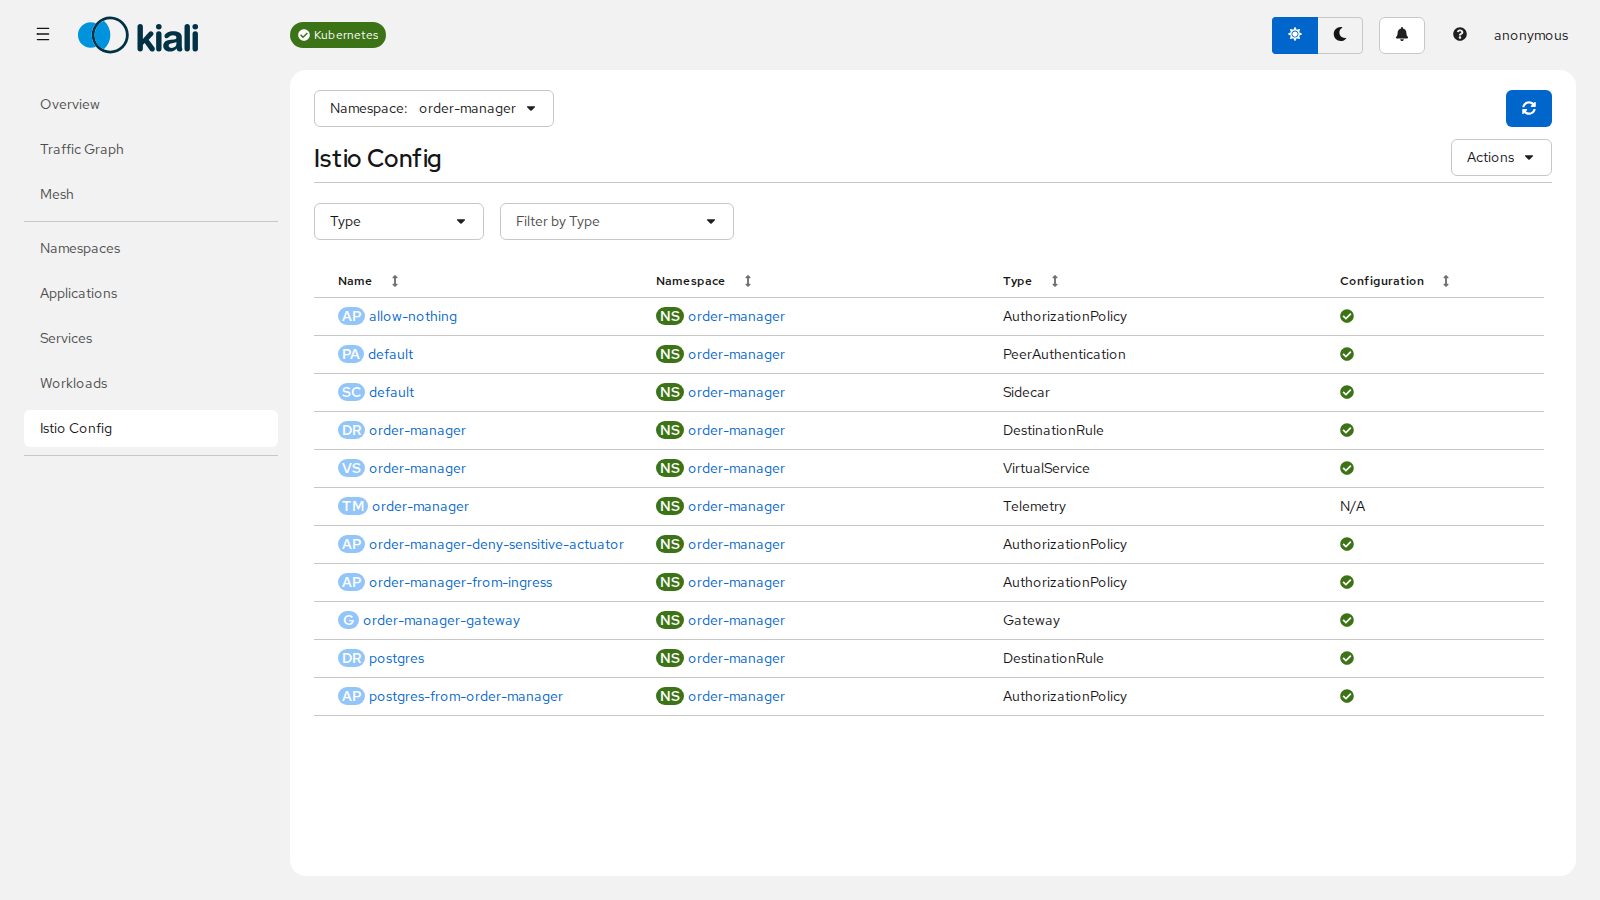 kiali
Kubernetes
anonymous
Overview
Traffic Graph
Mesh
Namespaces
Applications
Services
Workloads
Istio Config
Namespace: order-manager
Istio Config
Actions
Type Filter by Type
Name Namespace Type Configuration
AP allow-nothing NS order-manager AuthorizationPolicy
PA default NS order-manager PeerAuthentication
SC default NS order-manager Sidecar
DR order-manager NS order-manager DestinationRule
VS order-manager NS order-manager VirtualService
TM order-manager NS order-manager Telemetry N/A
AP order-manager-deny-sensitive-actuator NS order-manager AuthorizationPolicy
AP order-manager-from-ingress NS order-manager AuthorizationPolicy
G order-manager-gateway NS order-manager Gateway
DR postgres NS order-manager DestinationRule
AP postgres-from-order-manager NS order-manager AuthorizationPolicy